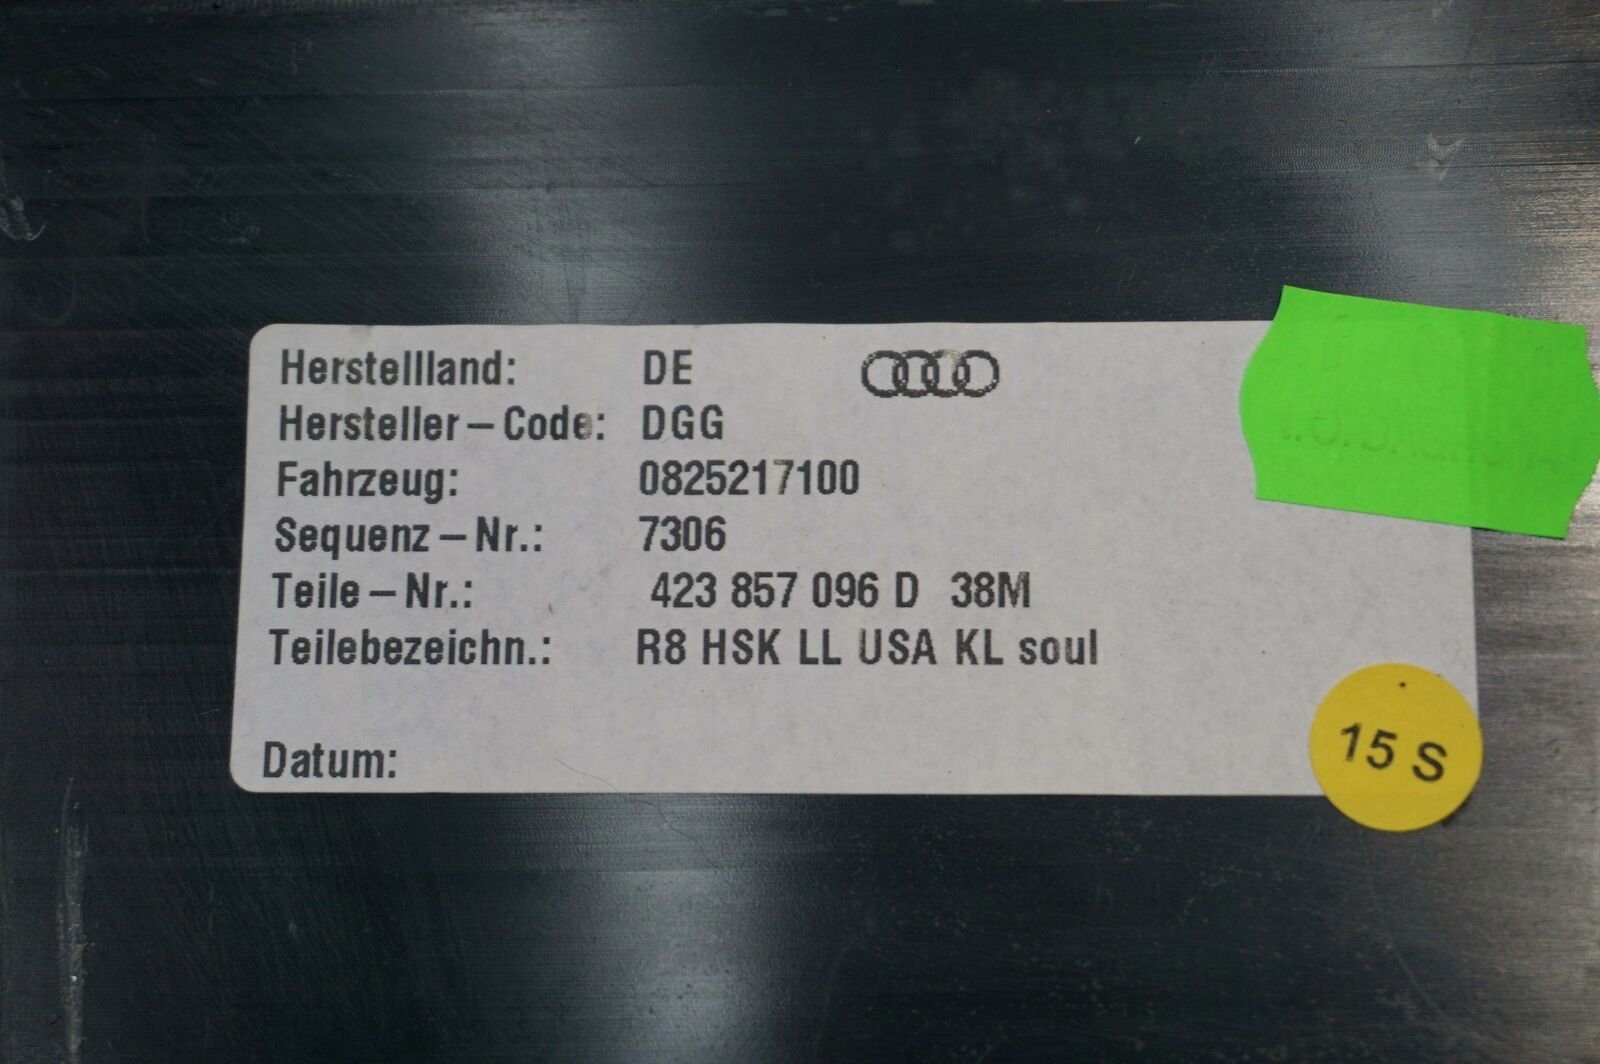 Herstellland: DE
Hersteller-Code: DGG
Fahrzeug: 0825217100
Sequenz-Nr.: 7306
Teile-Nr.: 423 857 096 D 38M
Teilebezeichn.: R8 HSK LL USA KL soul
Datum:
15 S